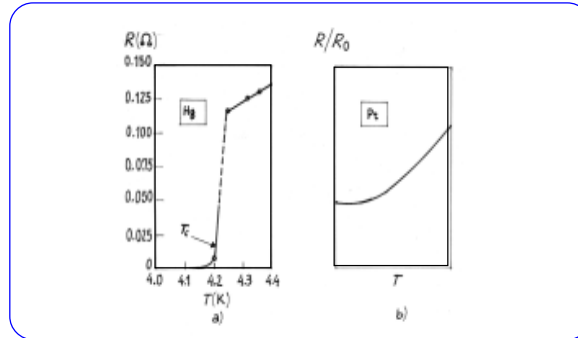 R(Ω)
0.150
0.125
0.100
0.075
0.050
0.025
0
Hg
Tc
4.0 4.1 4.2 4.3 4.4
T(K)
a)
R/R₀
Pt
T
b)